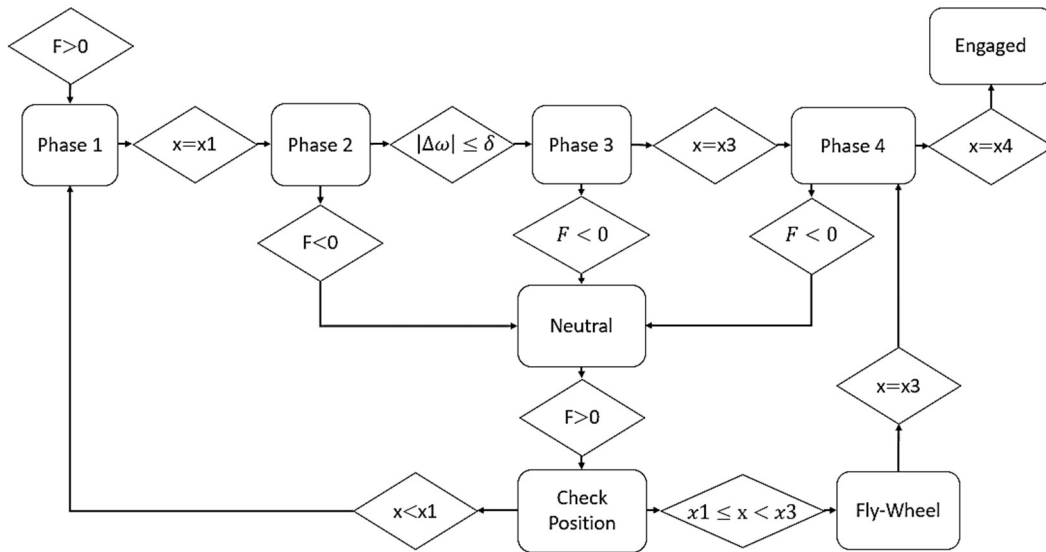 F>0
Engaged
Phase 1
x=x1
Phase 2
|Δω| ≤ δ
Phase 3
x=x3
Phase 4
x=x4
F<0
F < 0
F < 0
Neutral
x=x3
F>0
x<x1
Check
Position
x1 ≤ x < x3
Fly-Wheel